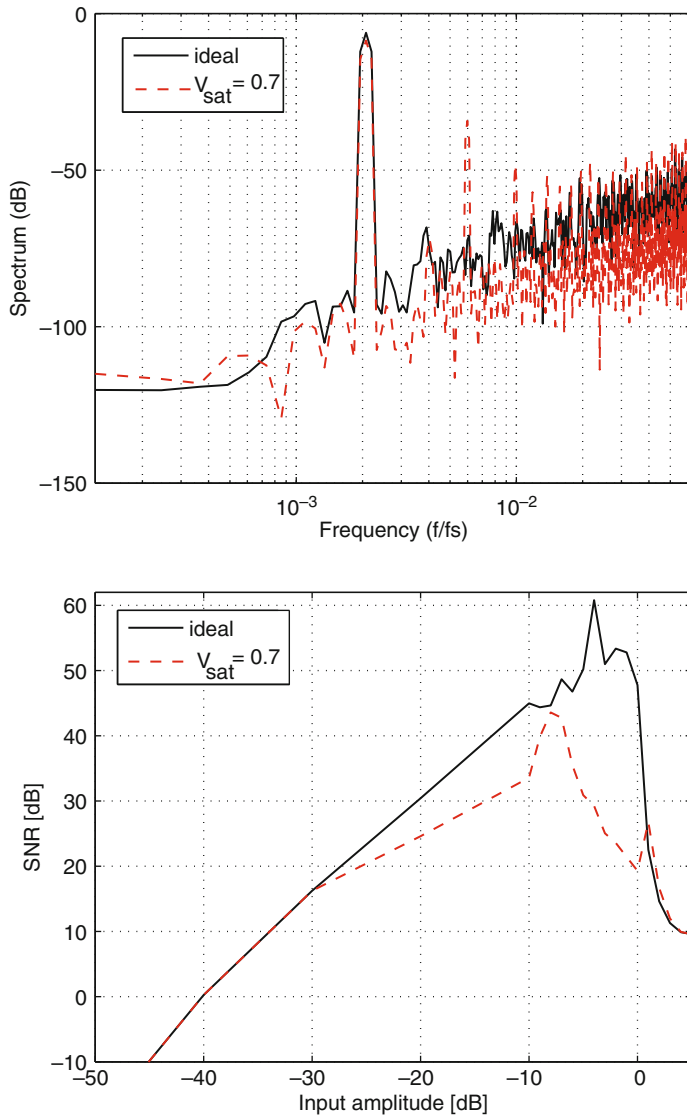 0
ideal
V_sat = 0.7
−50
Spectrum (dB)
−100
−150
10⁻³
10⁻²
Frequency (f/fs)
60
ideal
V_sat = 0.7
50
40
30
SNR [dB]
20
10
0
−10
−50
−40
−30
−20
−10
0
Input amplitude [dB]